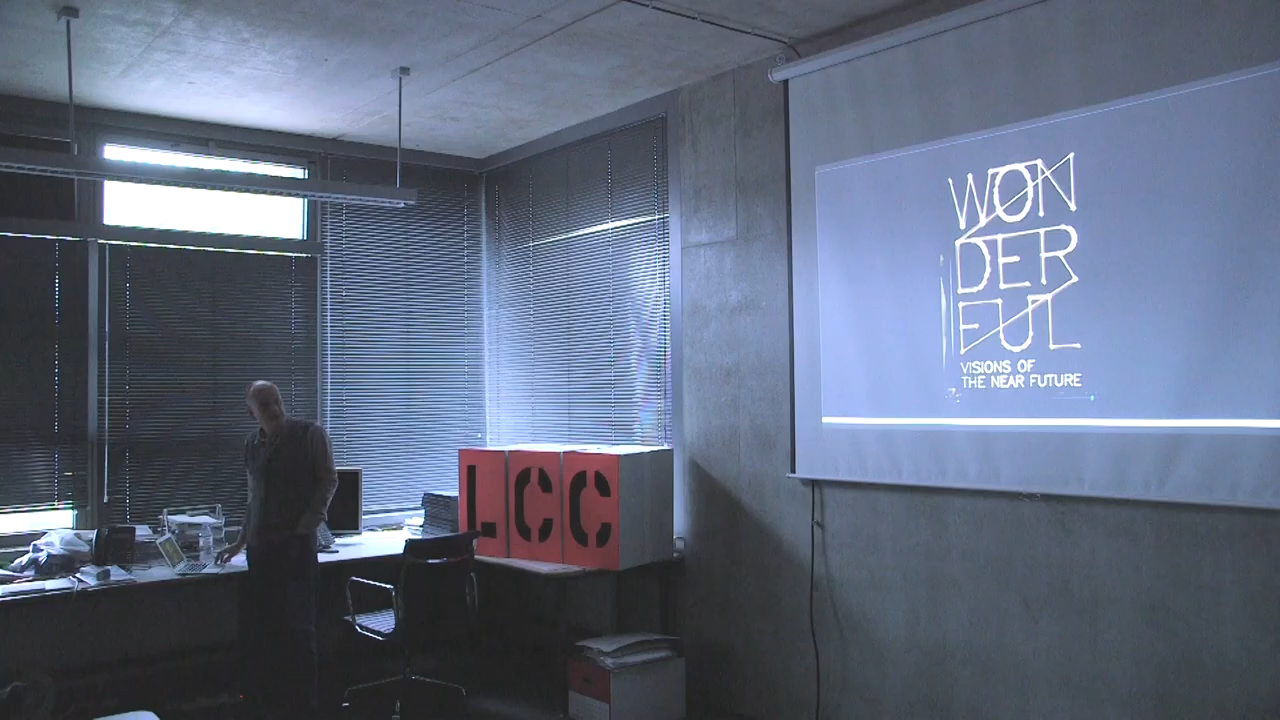 LCC
WON
DER
FUL
VISIONS OF
THE NEAR FUTURE